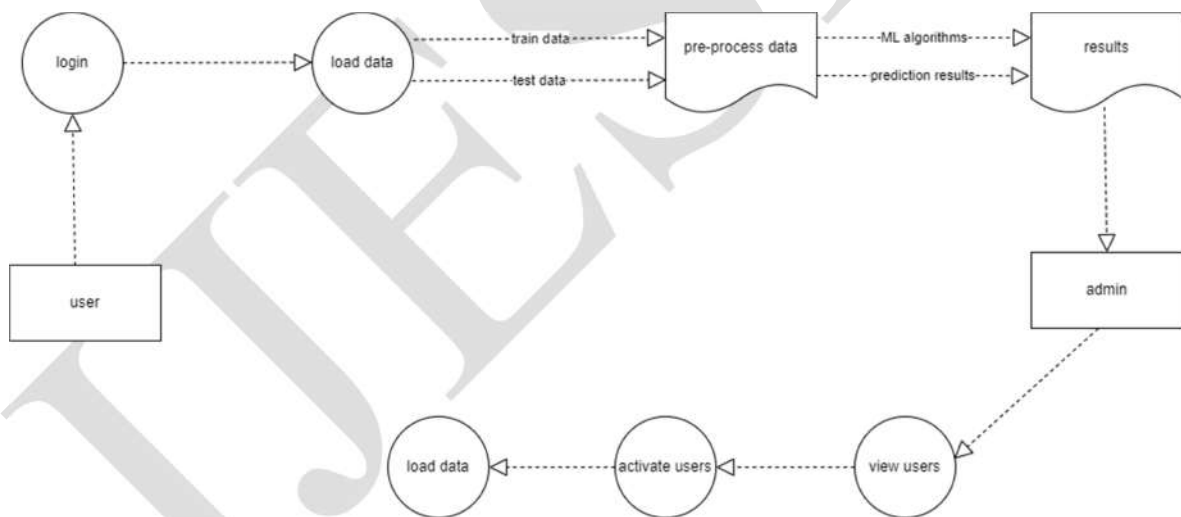 login
load data
train data
test data
pre-process data
ML algorithms
prediction results
results
user
admin
load data
activate users
view users